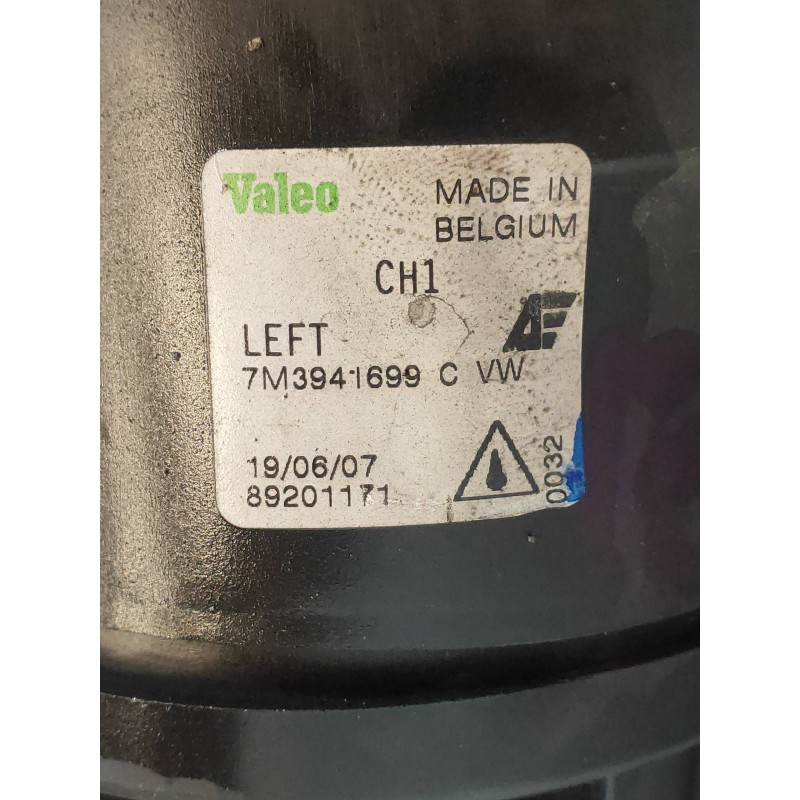 Valeo
MADE IN
BELGIUM
CH1
LEFT
7M3941699 C VW
19/06/07
89201171
0032